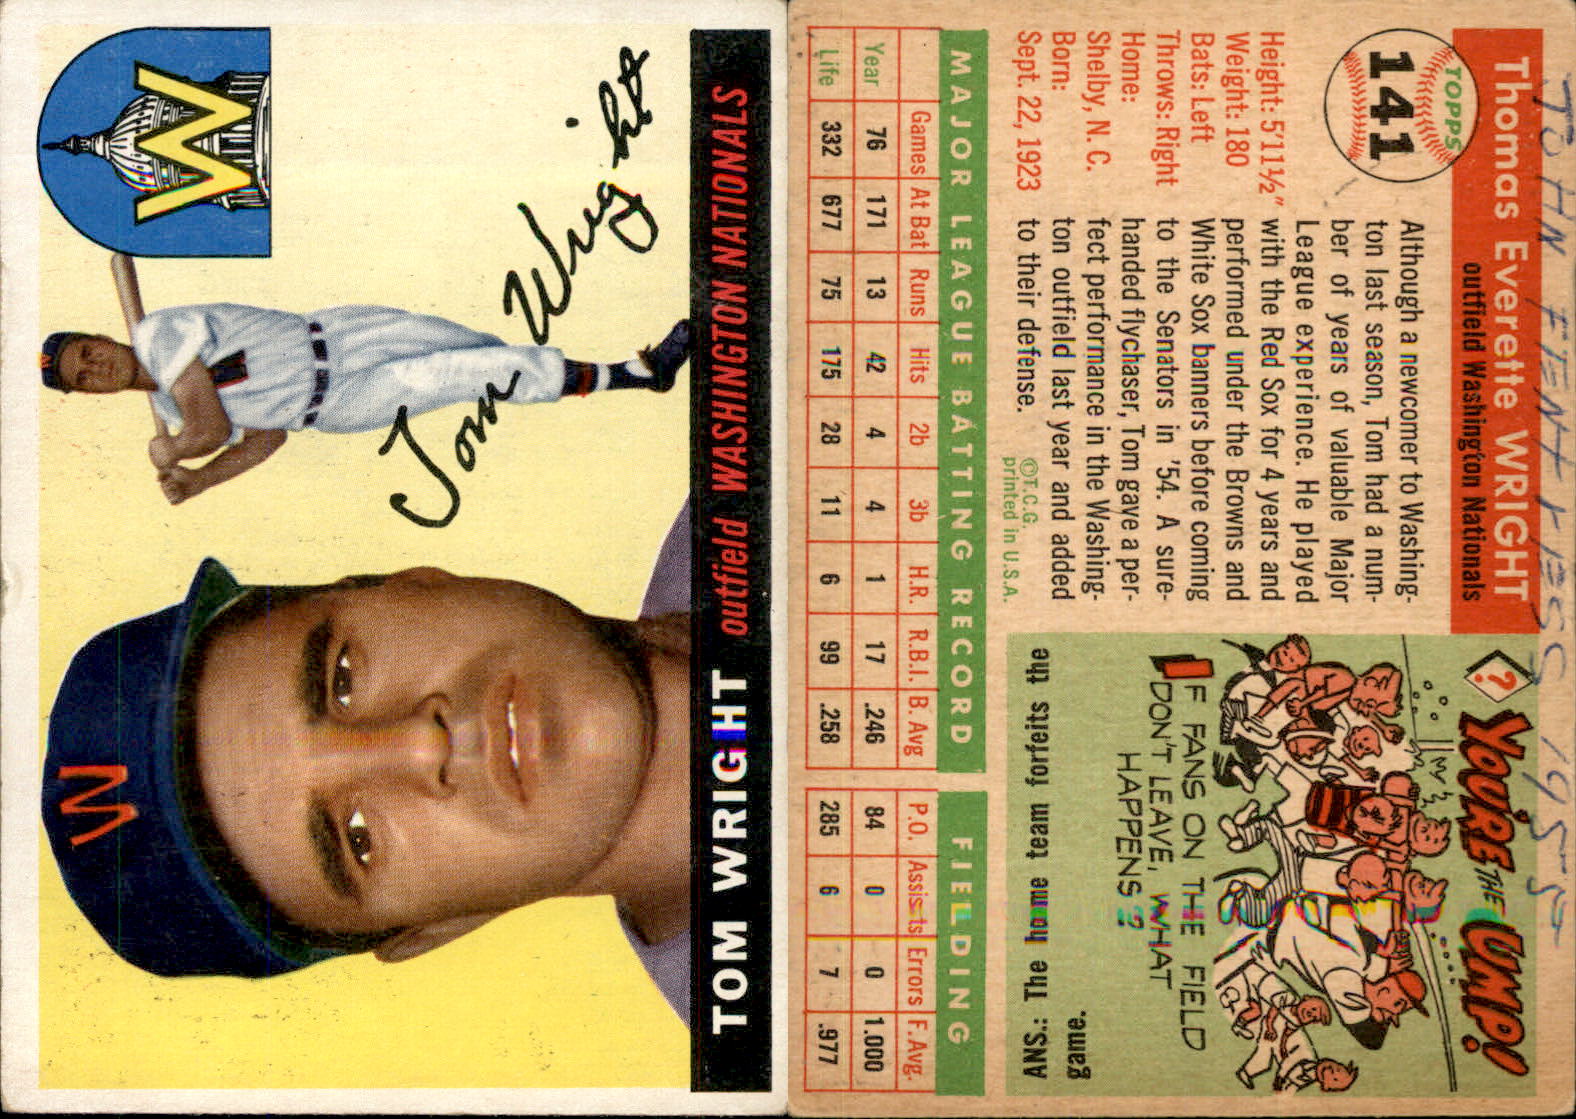 W
Tom Wright
W
TOM WRIGHT outfield WASHINGTON NATIONALS
JOHN FIENT
1955
Thomas Everette WRIGHT
outfield Washington Nationals
TOPPS
141
Height: 5'11½"
Weight: 180
Bats: Left
Throws: Right
Home:
Shelby, N. C.
Born:
Sept. 22, 1923
Although a newcomer to Washing-
ton last season, Tom had a num-
ber of years of valuable Major
League experience. He played
with the Red Sox for 4 years and
performed under the Browns and
White Sox banners before coming
to the Senators in '54. A sure-
handed flychaser, Tom gave a per-
fect performance in the Washing-
ton outfield last year and added
to their defense.
©T.C.G.
printed in U.S.A.
? YOU'RE THE UMP!
MY
IF FANS ON THE FIELD
DON'T LEAVE, WHAT
HAPPENS?
ANS.: The home team forfeits the
game.
MAJOR LEAGUE BATTING RECORD
FIELDING
Games At Bat Runs Hits 2b 3b H.R. R.B.I. B. Avg P.O. Assists Errors F. Avg.
Year 76 171 13 42 4 4 1 17 .246 84 0 0 1.000
Life 332 677 75 175 28 11 6 99 .258 285 6 7 .977